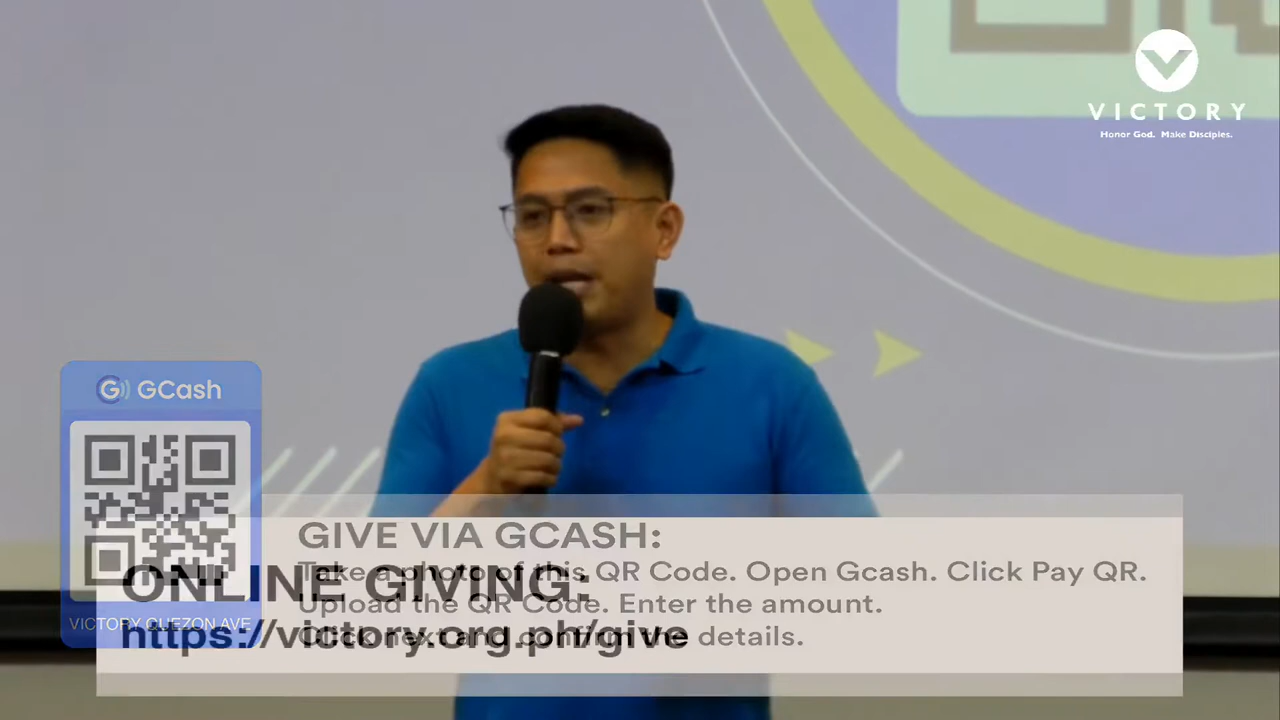 VICTORY
Honor God. Make Disciples.
GCash
VICTORY QUEZON AVE
GIVE VIA GCASH:
Take a photo of this QR Code. Open Gcash. Click Pay QR.
Upload the QR Code. Enter the amount.
Click next and confirm the details.
ONLINE GIVING:
https://victory.org.ph/give